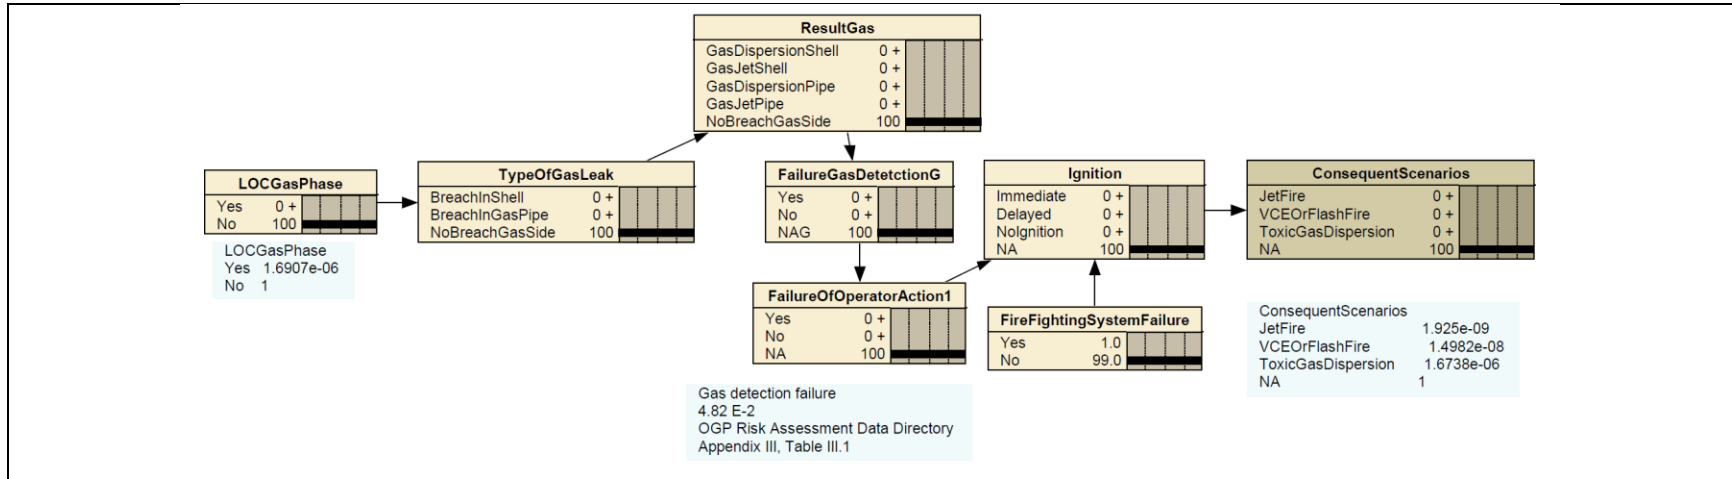 ResultGas
GasDispersionShell 0 +
GasJetShell 0 +
GasDispersionPipe 0 +
GasJetPipe 0 +
NoBreachGasSide 100
LOCGasPhase
Yes 0 +
No 100
LOCGasPhase
Yes 1.6907e-06
No 1
TypeOfGasLeak
BreachInShell 0 +
BreachInGasPipe 0 +
NoBreachGasSide 100
FailureGasDetetctionG
Yes 0 +
No 0 +
NAG 100
FailureOfOperatorAction1
Yes 0 +
No 0 +
NA 100
Gas detection failure
4.82 E-2
OGP Risk Assessment Data Directory
Appendix III, Table III.1
Ignition
Immediate 0 +
Delayed 0 +
NoIgnition 0 +
NA 100
FireFightingSystemFailure
Yes 1.0
No 99.0
ConsequentScenarios
JetFire 0 +
VCEOrFlashFire 0 +
ToxicGasDispersion 0 +
NA 100
ConsequentScenarios
JetFire 1.925e-09
VCEOrFlashFire 1.4982e-08
ToxicGasDispersion 1.6738e-06
NA 1